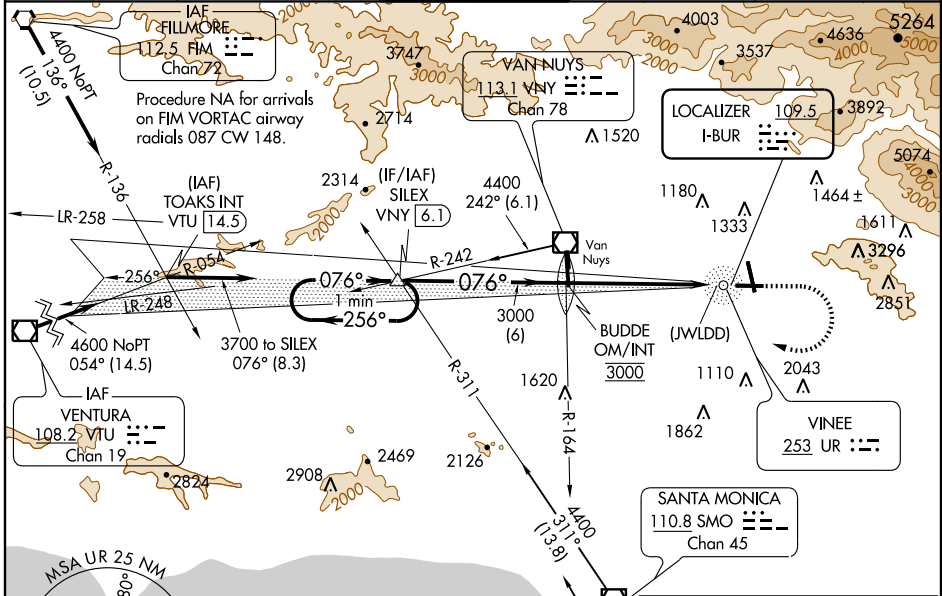 IAF
FILLMORE
112.5 FIM
Chan 72
4400 NoPT
136°
(10.5)
Procedure NA for arrivals
on FIM VORTAC airway
radials 087 CW 148.
2000
3747
3000
2714
VAN NUYS
113.1 VNY
Chan 78
1520
4003
2000
3000
3537
4636
4000
5264
5000
LOCALIZER 109.5
I-BUR
3892
5074
4000
3000
1464 ±
1611
3296
2851
1180
1333
R-136
(IAF)
TOAKS INT
VTU 14.5
LR-258
2314
(IF/IAF)
SILEX
VNY 6.1
4400
242° (6.1)
R-242
Van
Nuys
256°
R-054
LR-248
076°
1 min
256°
076°
3000
(6)
4600 NoPT
054° (14.5)
3700 to SILEX
076° (8.3)
BUDDE
OM/INT
3000
(JWLDD)
2043
1110
1862
1620
R-164
R-311
IAF
VENTURA
108.2 VTU
Chan 19
VINEE
253 UR
2824
2908
2000
2469
2126
4400
311°
(13.8)
SANTA MONICA
110.8 SMO
Chan 45
MSA UR 25 NM
080°